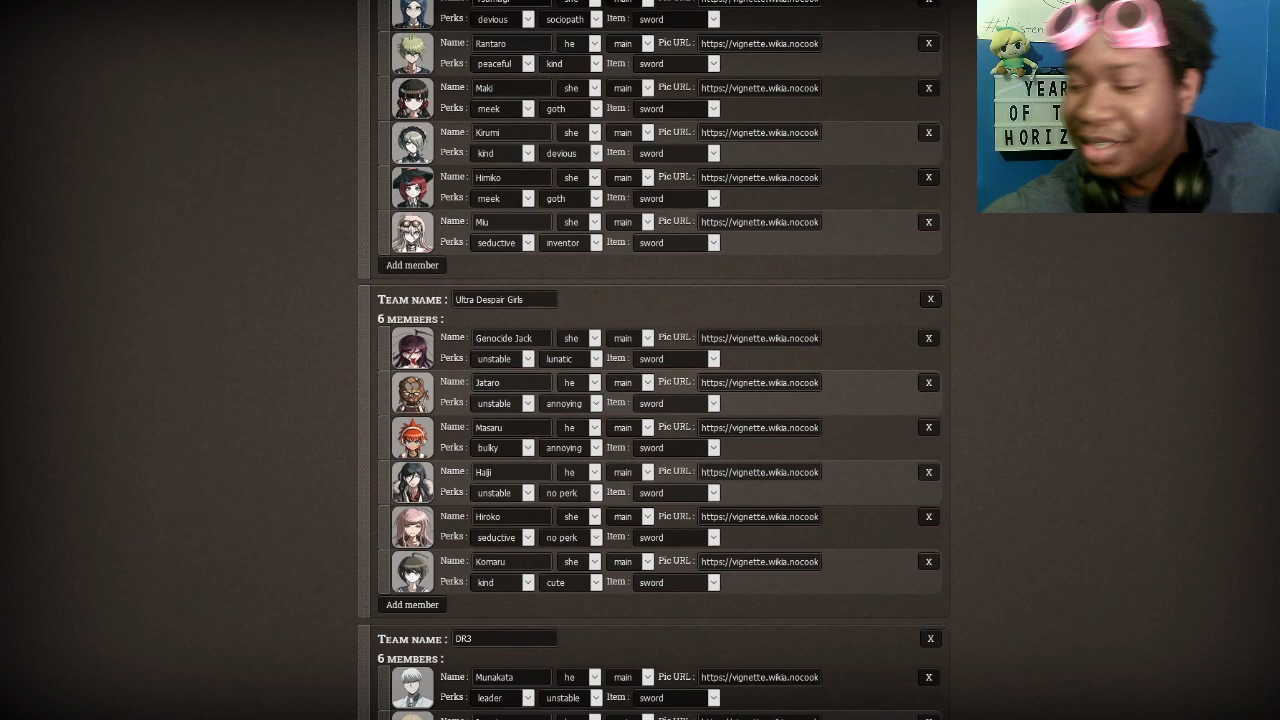 Perks : devious sociopath Item : sword
Name : Rantaro he main Pic URL : https://vignette.wikia.nocook X
Perks : peaceful kind Item : sword
Name : Maki she main Pic URL : https://vignette.wikia.nocook X
Perks : meek goth Item : sword
Name : Kirumi she main Pic URL : https://vignette.wikia.nocook X
Perks : kind devious Item : sword
Name : Himiko she main Pic URL : https://vignette.wikia.nocook X
Perks : meek goth Item : sword
Name : Miu she main Pic URL : https://vignette.wikia.nocook X
Perks : seductive inventor Item : sword
Add member
TEAM NAME : Ultra Despair Girls X
6 MEMBERS :
Name : Genocide Jack she main Pic URL : https://vignette.wikia.nocook X
Perks : unstable lunatic Item : sword
Name : Jataro he main Pic URL : https://vignette.wikia.nocook X
Perks : unstable annoying Item : sword
Name : Masaru he main Pic URL : https://vignette.wikia.nocook X
Perks : bulky annoying Item : sword
Name : Haiji he main Pic URL : https://vignette.wikia.nocook X
Perks : unstable no perk Item : sword
Name : Hiroko she main Pic URL : https://vignette.wikia.nocook X
Perks : seductive no perk Item : sword
Name : Komaru she main Pic URL : https://vignette.wikia.nocook X
Perks : kind cute Item : sword
Add member
TEAM NAME : DR3 X
6 MEMBERS :
Name : Munakata he main Pic URL : https://vignette.wikia.nocook X
Perks : leader unstable Item : sword
YEAR
OF T
HORIZ